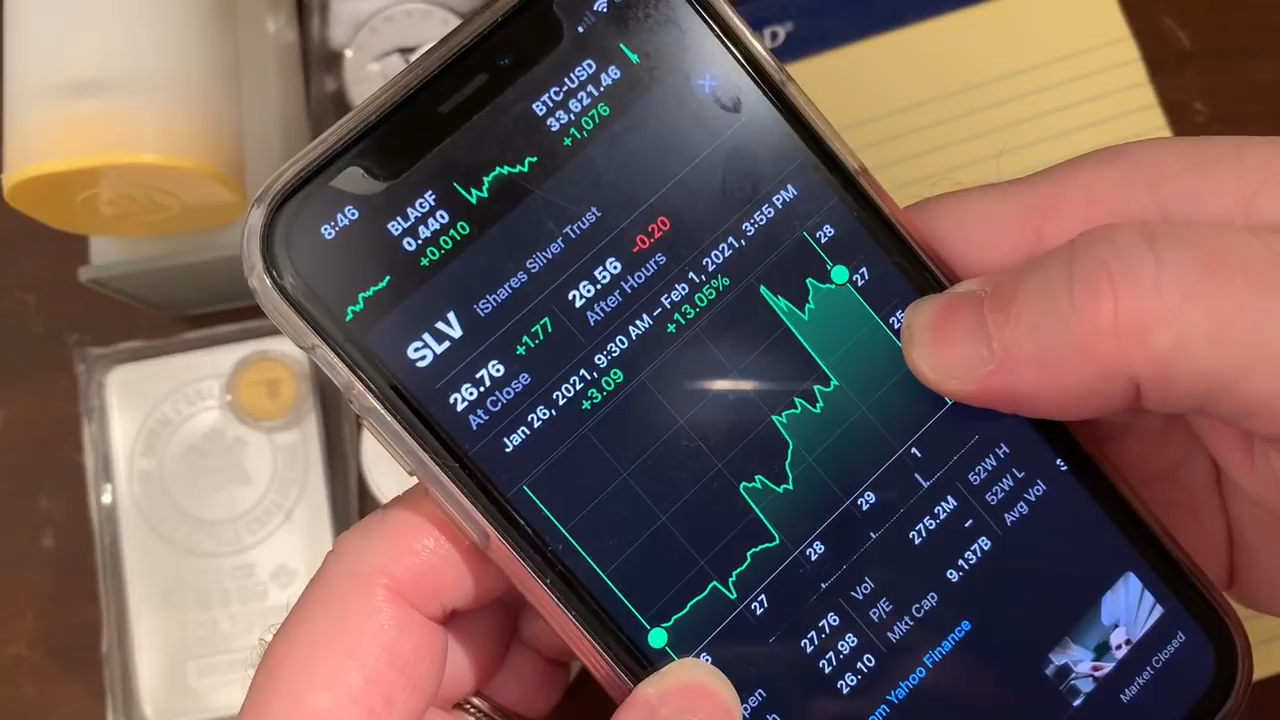 8:46
BLAGF
0.440
+0.010
BTC-USD
33,621.46
+1,076
SLV iShares Silver Trust
26.76 +1.77
At Close
26.56 -0.20
After Hours
Jan 26, 2021, 9:30 AM – Feb 1, 2021, 3:55 PM
+3.09 +13.05%
28
27
25
27 28 29 1
27.76
27.98
26.10
Vol 275.2M
P/E –
Mkt Cap 9.137B
52W H
52W L
Avg Vol
Yahoo Finance
Market Closed